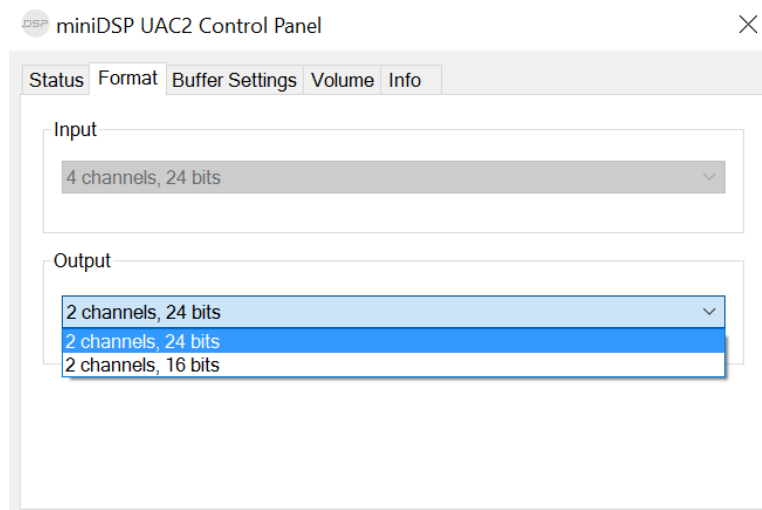 DSP miniDSP UAC2 Control Panel
Status Format Buffer Settings Volume Info
Input
4 channels, 24 bits
Output
2 channels, 24 bits
2 channels, 24 bits
2 channels, 16 bits